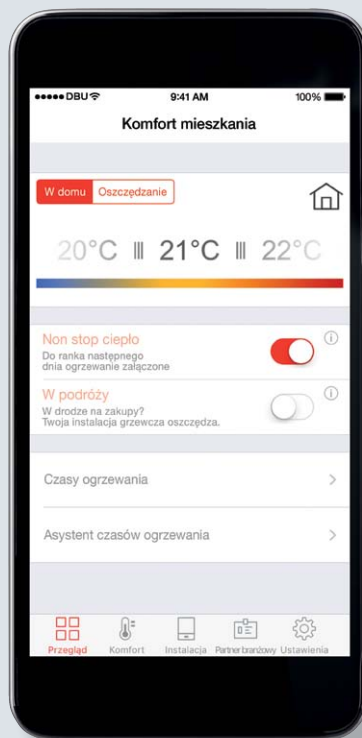 ●●●●● DBU 9:41 AM 100%
Komfort mieszkania
W domu Oszczędzanie
20°C 21°C 22°C
Non stop ciepło
Do ranka następnego
dnia ogrzewanie załączone
W podróży
W drodze na zakupy?
Twoja instalacja grzewcza oszczędza.
Czasy ogrzewania
Asystent czasów ogrzewania
Przegląd Komfort Instalacja Partner branżowy Ustawienia